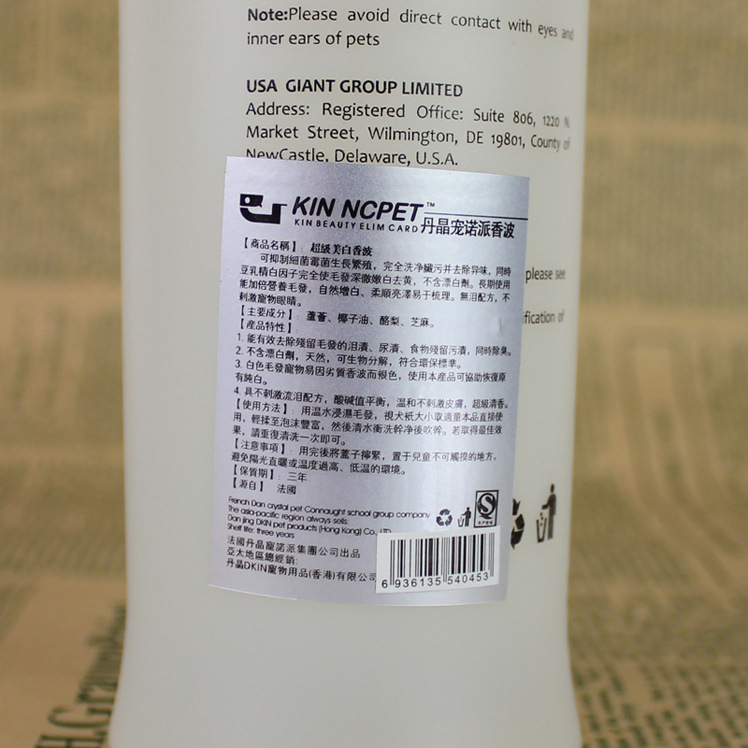 Note:Please avoid direct contact with eyes and
inner ears of pets
USA GIANT GROUP LIMITED
Address: Registered Office: Suite 806, 1220 N.
Market Street, Wilmington, DE 19801, County of
NewCastle, Delaware, U.S.A.
KIN NCPET™
KIN BEAUTY ELIM CARD 丹晶宠诺派香波
【商品名稱】：超級美白香波
可抑制細菌霉菌生長繁殖，完全洗净臟污并去除异味，同時
豆乳精白因子完全使毛發深徹嫩白去黄，不含漂白劑。長期使用
能加倍營養毛發，自然增白、柔順亮澤易于梳理。無泪配方，不
刺激寵物眼睛。
【主要成分】：蘆薈、椰子油、酪梨、芝麻。
【産品特性】
1. 能有效去除殘留毛發的泪漬、尿漬、食物殘留污漬，同時除臭。
2. 不含漂白劑，天然，可生物分解，符合環保標準。
3. 白色毛發寵物易因劣質香波而褪色，使用本産品可協助恢復原
有純白。
4. 具不刺激流泪配方，酸碱值平衡，温和不刺激皮膚，超級清香。
【使用方法】：用温水浸濕毛發，視犬衹大小取適量本品直接使
用，輕揉至泡沫豐富，然後清水衝洗幹净後吹幹。若取得最佳效
果，請重復清洗一次即可。
【注意事項】：用完後將蓋子擰緊，置于兒童不可觸摸的地方，
避免陽光直曬或温度過高、低温的環境。
【保質期】：三年
【源自】 法國
French Dan crystal pet Connaught school group company
The asia-pacific region always sells:
Dan jing DKIN pet products (Hong Kong) Co., LTD
Shelf life: three years
法國丹晶寵諾派集團公司出品
亞太地區總經銷：
丹晶DKIN寵物用品(香港)有限公司
6 936135 540453
please see
ification of